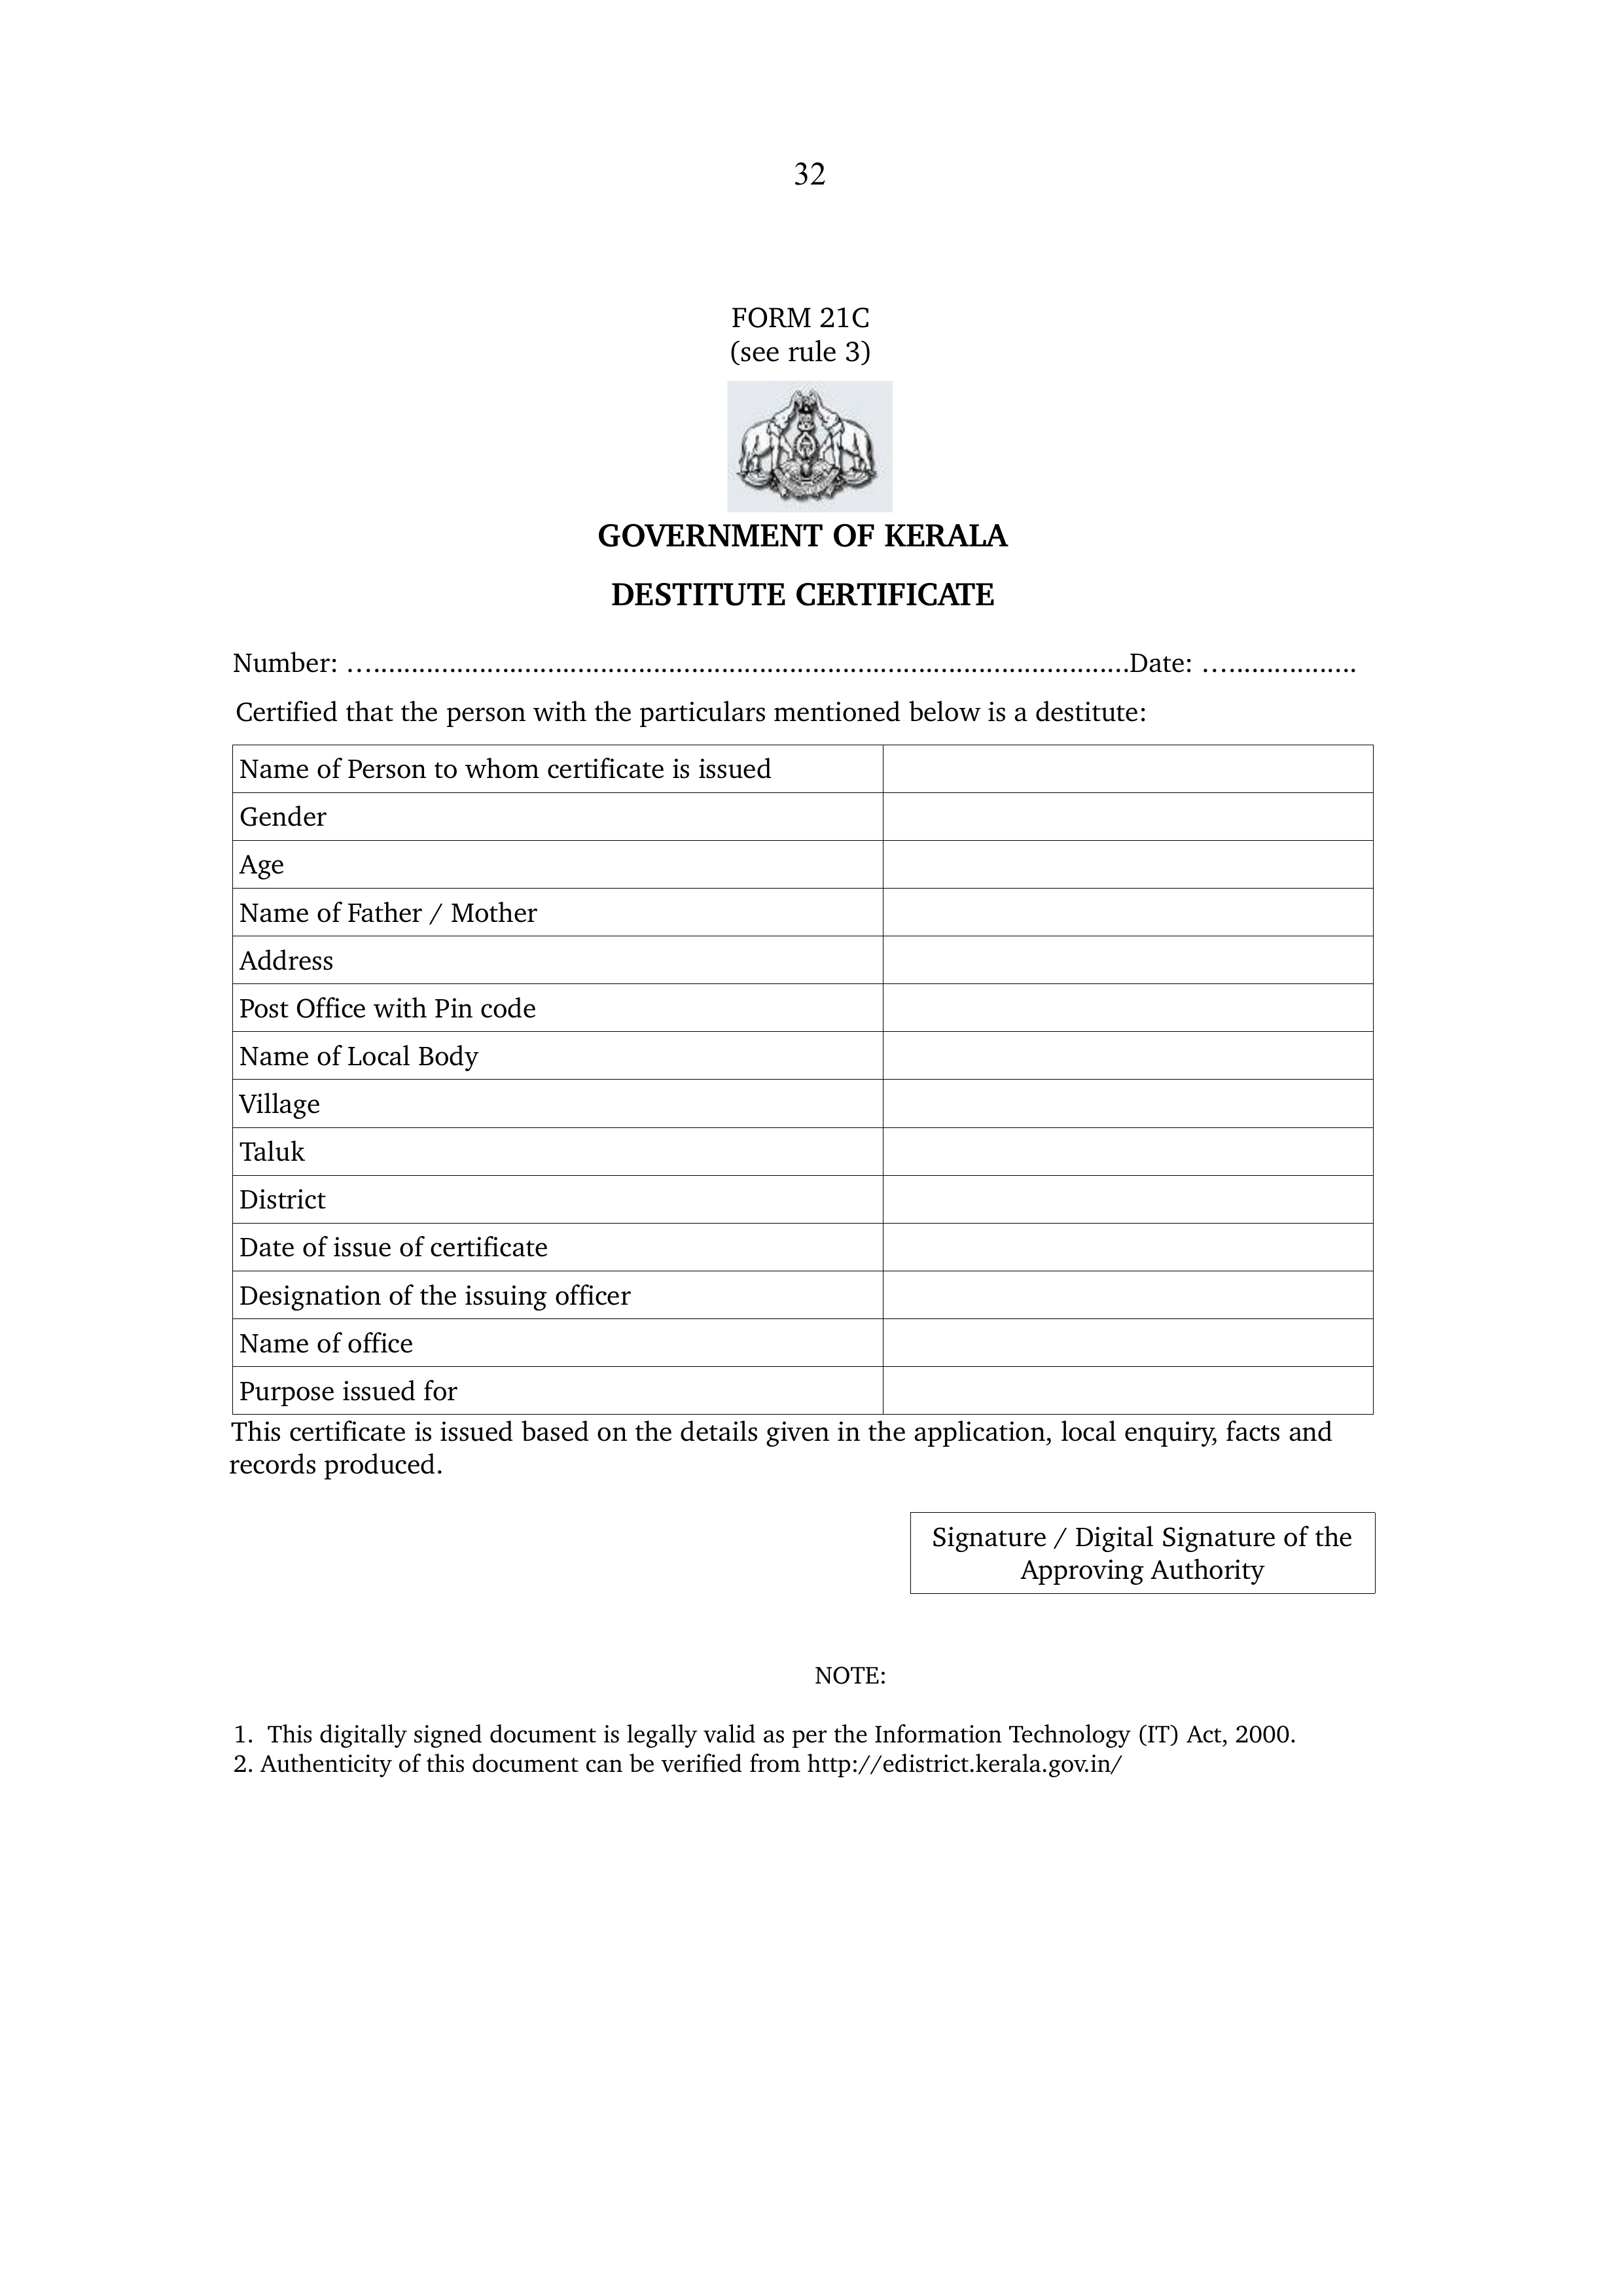 32
FORM 21C
(see rule 3)
GOVERNMENT OF KERALA
DESTITUTE CERTIFICATE
Number: ….......................................................................................................Date: ….................
Certified that the person with the particulars mentioned below is a destitute:
Name of Person to whom certificate is issued
Gender
Age
Name of Father / Mother
Address
Post Office with Pin code
Name of Local Body
Village
Taluk
District
Date of issue of certificate
Designation of the issuing officer
Name of office
Purpose issued for
This certificate is issued based on the details given in the application, local enquiry, facts and
records produced.
Signature / Digital Signature of the
Approving Authority
NOTE:
1. This digitally signed document is legally valid as per the Information Technology (IT) Act, 2000.
2. Authenticity of this document can be verified from http://edistrict.kerala.gov.in/